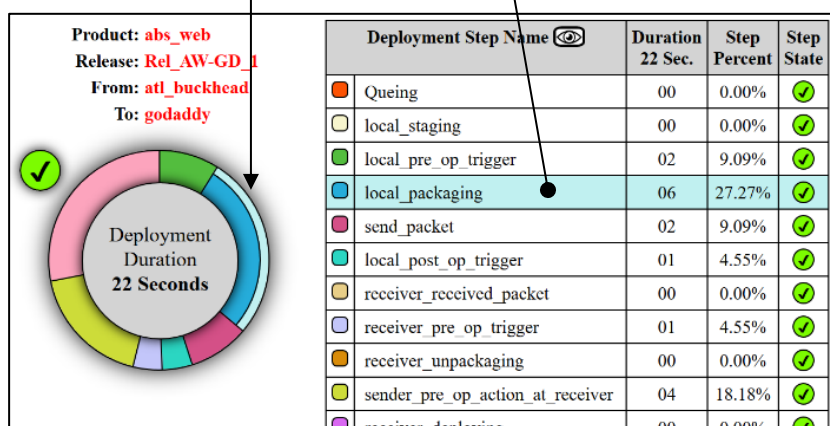 Product: abs_web
Release: Rel_AW-GD_1
From: atl_buckhead
To: godaddy
Deployment
Duration
22 Seconds
Deployment Step Name Duration 22 Sec. Step Percent Step State
Queing 00 0.00%
local_staging 00 0.00%
local_pre_op_trigger 02 9.09%
local_packaging 06 27.27%
send_packet 02 9.09%
local_post_op_trigger 01 4.55%
receiver_received_packet 00 0.00%
receiver_pre_op_trigger 01 4.55%
receiver_unpackaging 00 0.00%
sender_pre_op_action_at_receiver 04 18.18%